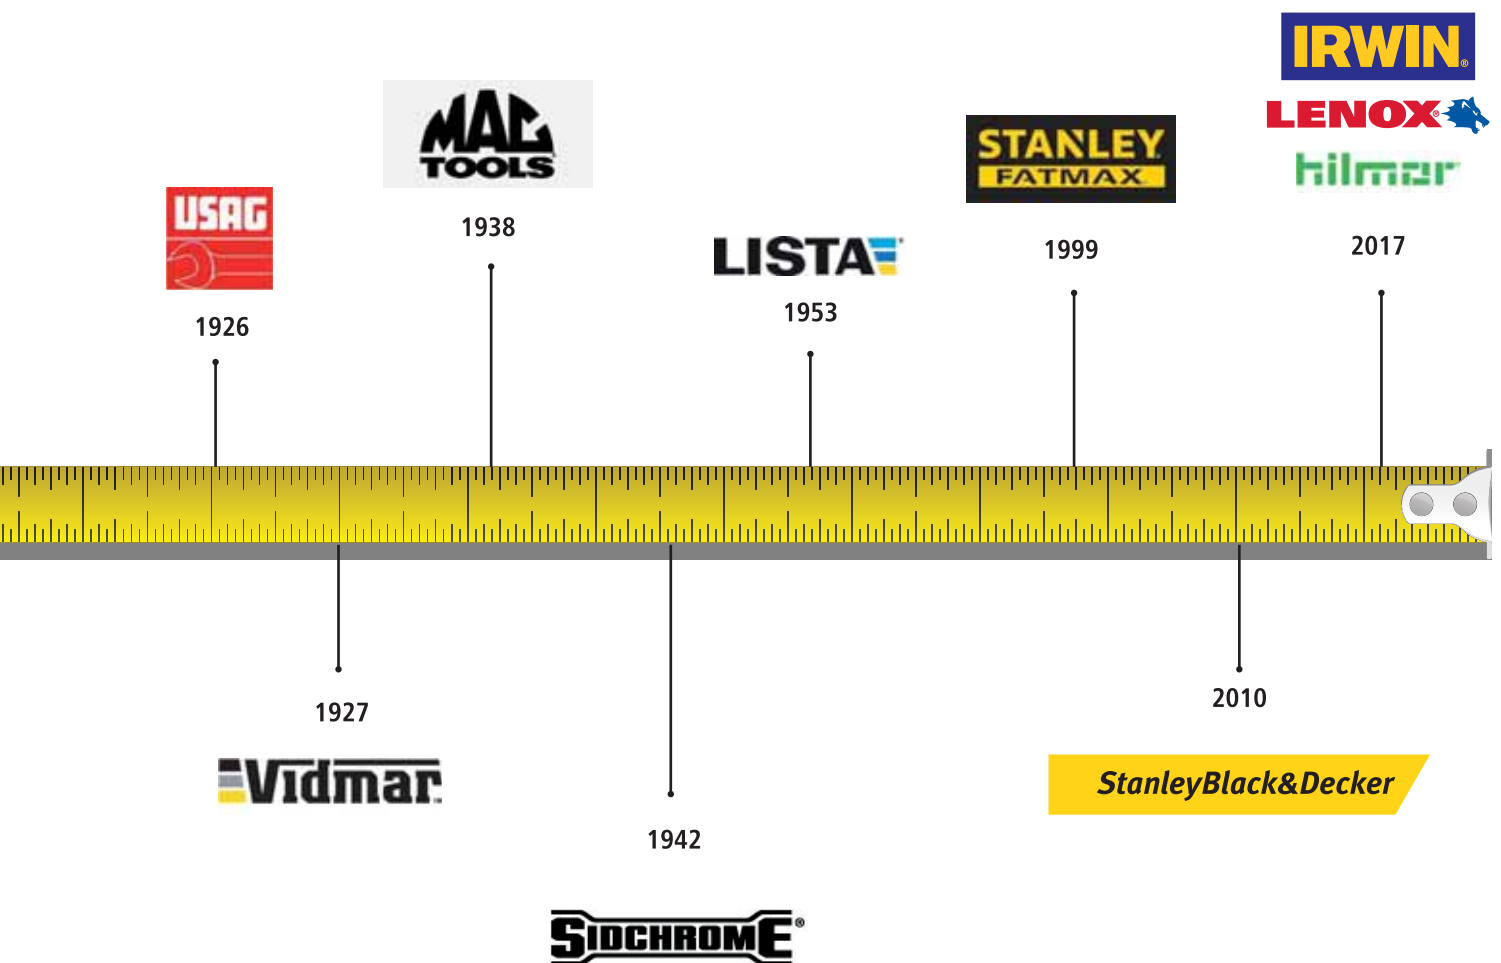 IRWIN®
LENOX®
hilmor
2017
MAC
TOOLS
1938
STANLEY
FATMAX
1999
USAG
1926
LISTA
1953
1927
Vidmar
1942
SIDCHROME®
2010
StanleyBlack&Decker